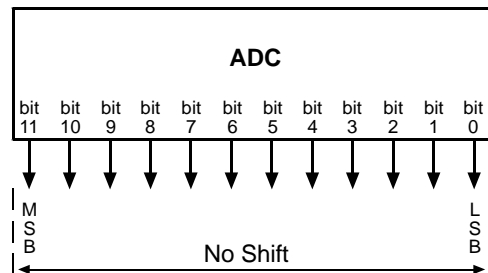 ADC
bit bit bit bit bit bit bit bit bit bit bit bit
11 10 9 8 7 6 5 4 3 2 1 0
M L
S S
B B
No Shift